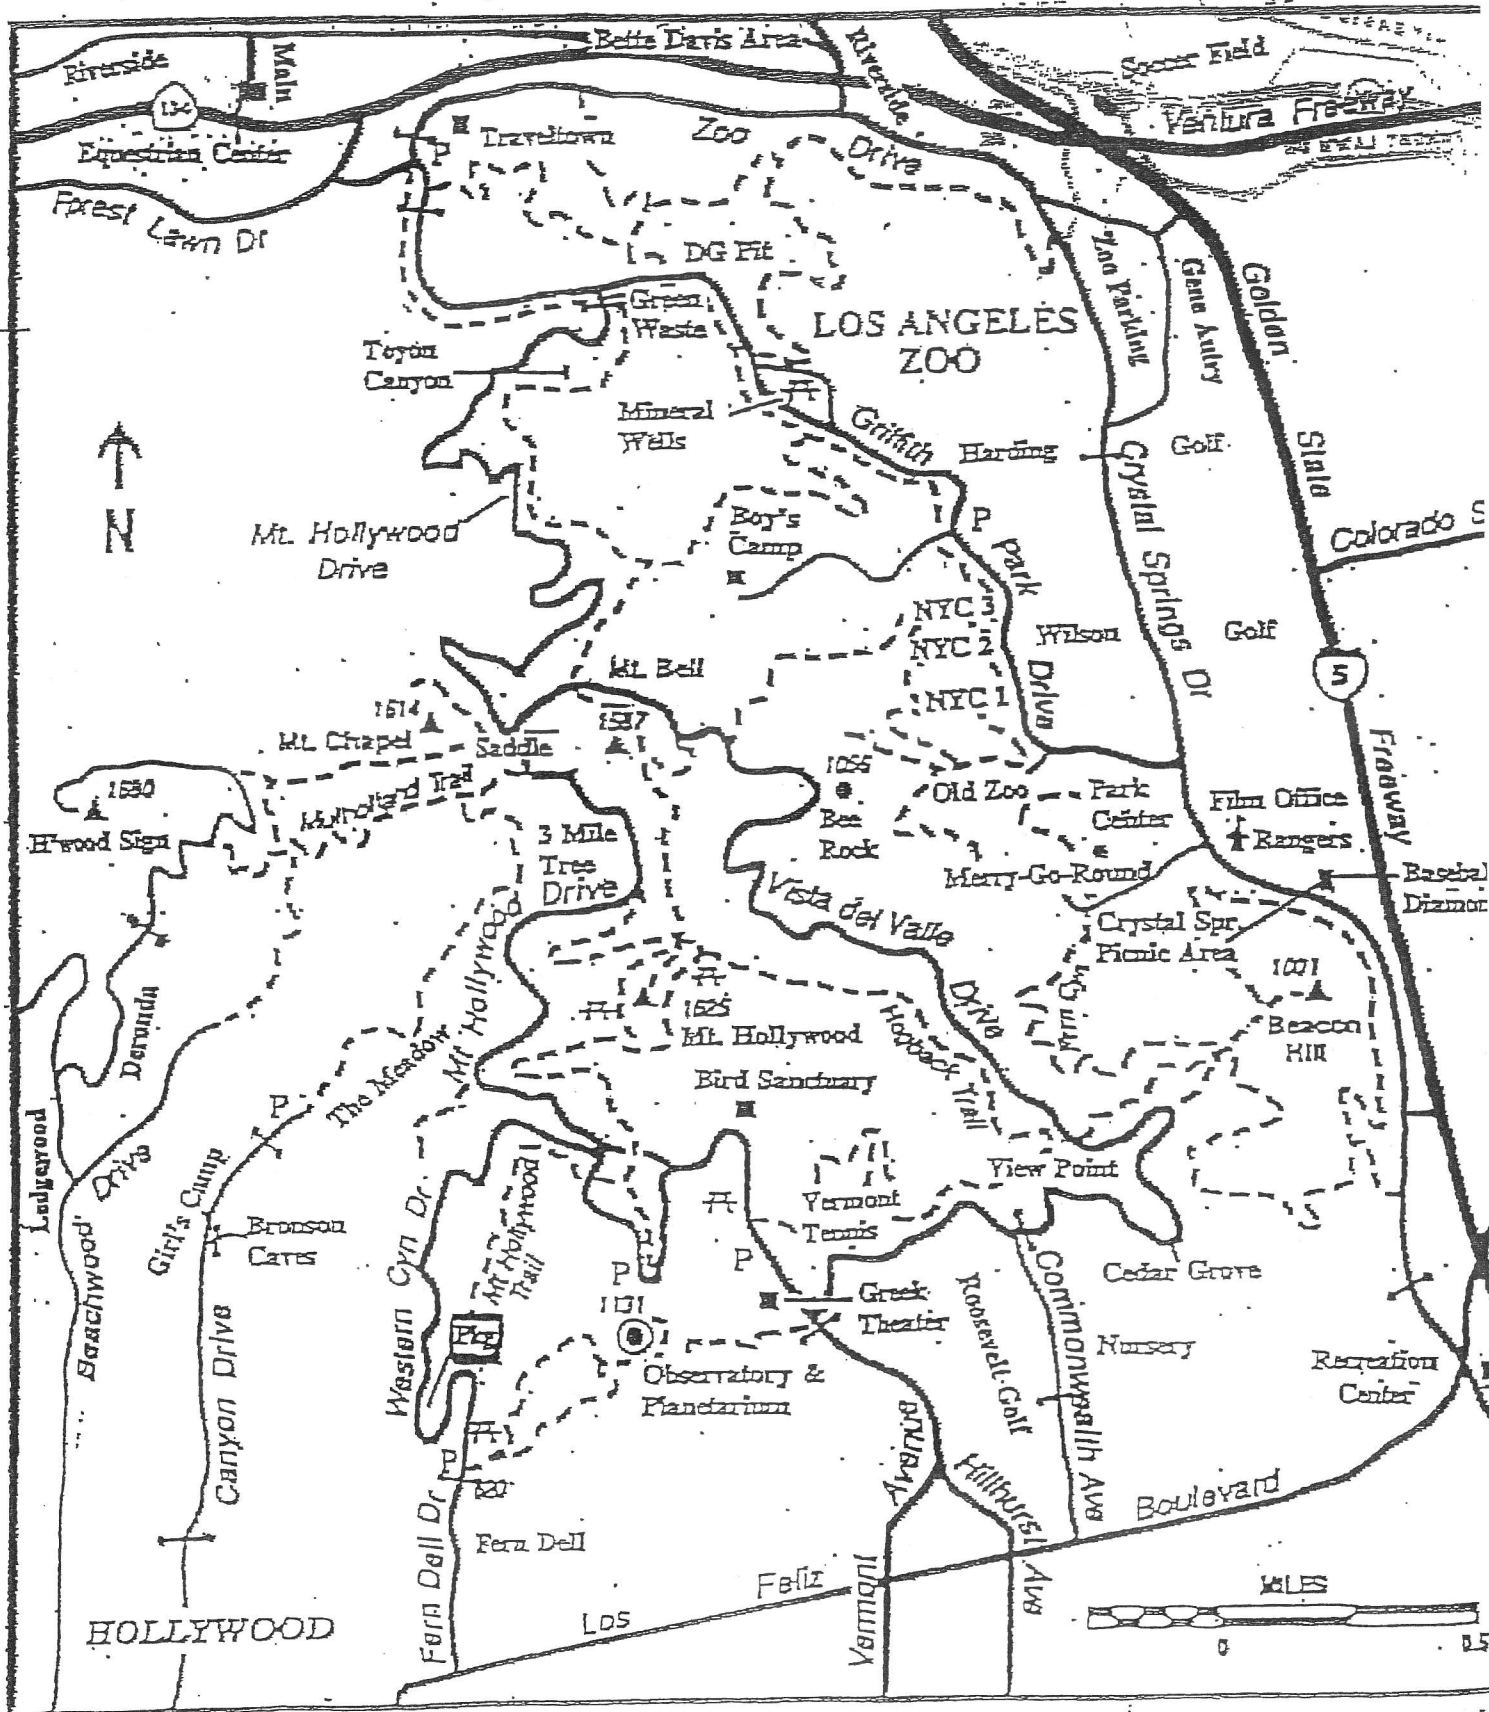 Bette Davis Area
Riverside
Main
Riverside
Soccer Field
134
Ventura Freeway
Equestrian Center
Traveltown
P
Zoo
Drive
Forest Lawn Dr
DG Pit
Zoo Parking
Gene Autry
Golden
Green
Waste
LOS ANGELES
ZOO
Toyon
Canyon
Mineral
Wells
Griffith
Harding
Golf
State
Crystal Springs Dr
N
Mt. Hollywood
Drive
Boy's
Camp
P
Park
Colorado S
NYC 3
NYC 2
NYC 1
Wilson
Golf
Drive
5
Mt. Bell
1614
1587
Mt. Chapel
Saddle
Freeway
1680
H'wood Sign
Mulholland Trail
1056
Bee
Rock
Old Zoo
Park
Center
Film Office
Rangers
3 Mile
Tree
Drive
Merry-Go-Round
Basebal
Diamon
Vista del Valle
Drive
Crystal Spr.
Picnic Area
1001
Beacon
Hill
Mt Hollywood
1625
Mt. Hollywood
Hogback Trail
Bird Sanctuary
Deronda
The Meadow
P
Ledgewood
Drive
Girl's Camp
View Point
Vermont
Tennis
Mt Hollywood
Trail
Bronson
Caves
Western Cyn Dr.
P
P
Cedar Grove
1131
Greek
Theater
Commonwealth Ave
Roosevelt Golf
Nursery
Beachwood
Canyon Drive
Pkg
Observatory &
Planetarium
Recreation
Center
Avenue
Hillhurst Ave
Boulevard
P
Fern Dell Dr
Fern Dell
Vermont
Feliz
Los
HOLLYWOOD
MILES
0
0.5